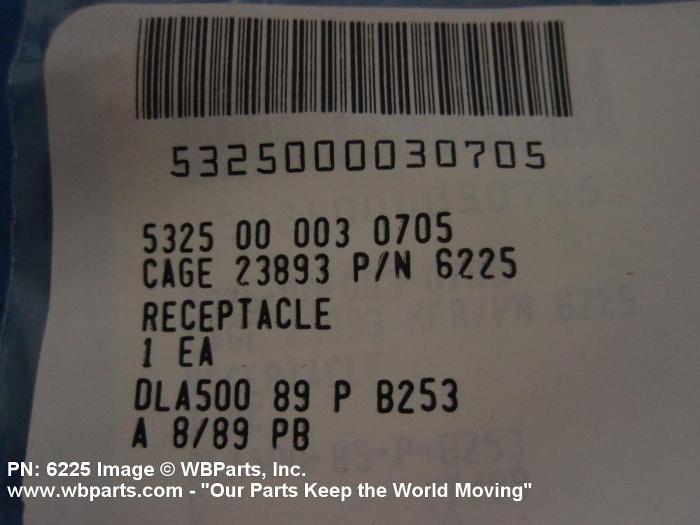 5325000030705
5325 00 003 0705
CAGE 23893 P/N 6225
RECEPTACLE
1 EA
DLA500 89 P B253
A 8/89 PB
PN: 6225 Image © WBParts, Inc.
www.wbparts.com - "Our Parts Keep the World Moving"